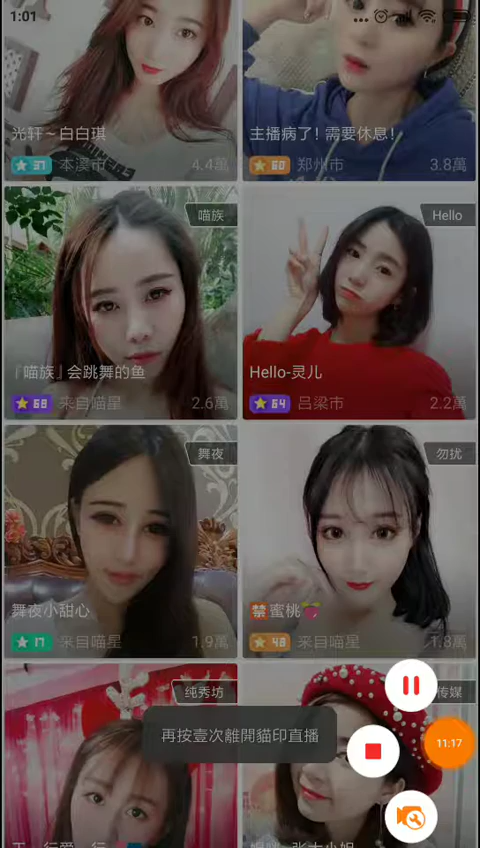 1:01
光轩~白白琪
37 本溪市 4.4萬
主播病了！需要休息！
60 郑州市 3.8萬
喵族
『喵族』会跳舞的鱼
68 来自喵星 2.6萬
Hello
Hello-灵儿
64 吕梁市 2.2萬
舞夜
舞夜小甜心
17 来自喵星 1.9萬
勿扰
禁 蜜桃
48 来自喵星 1.8萬
纯秀坊
传媒
再按壹次離開貓印直播
11:17